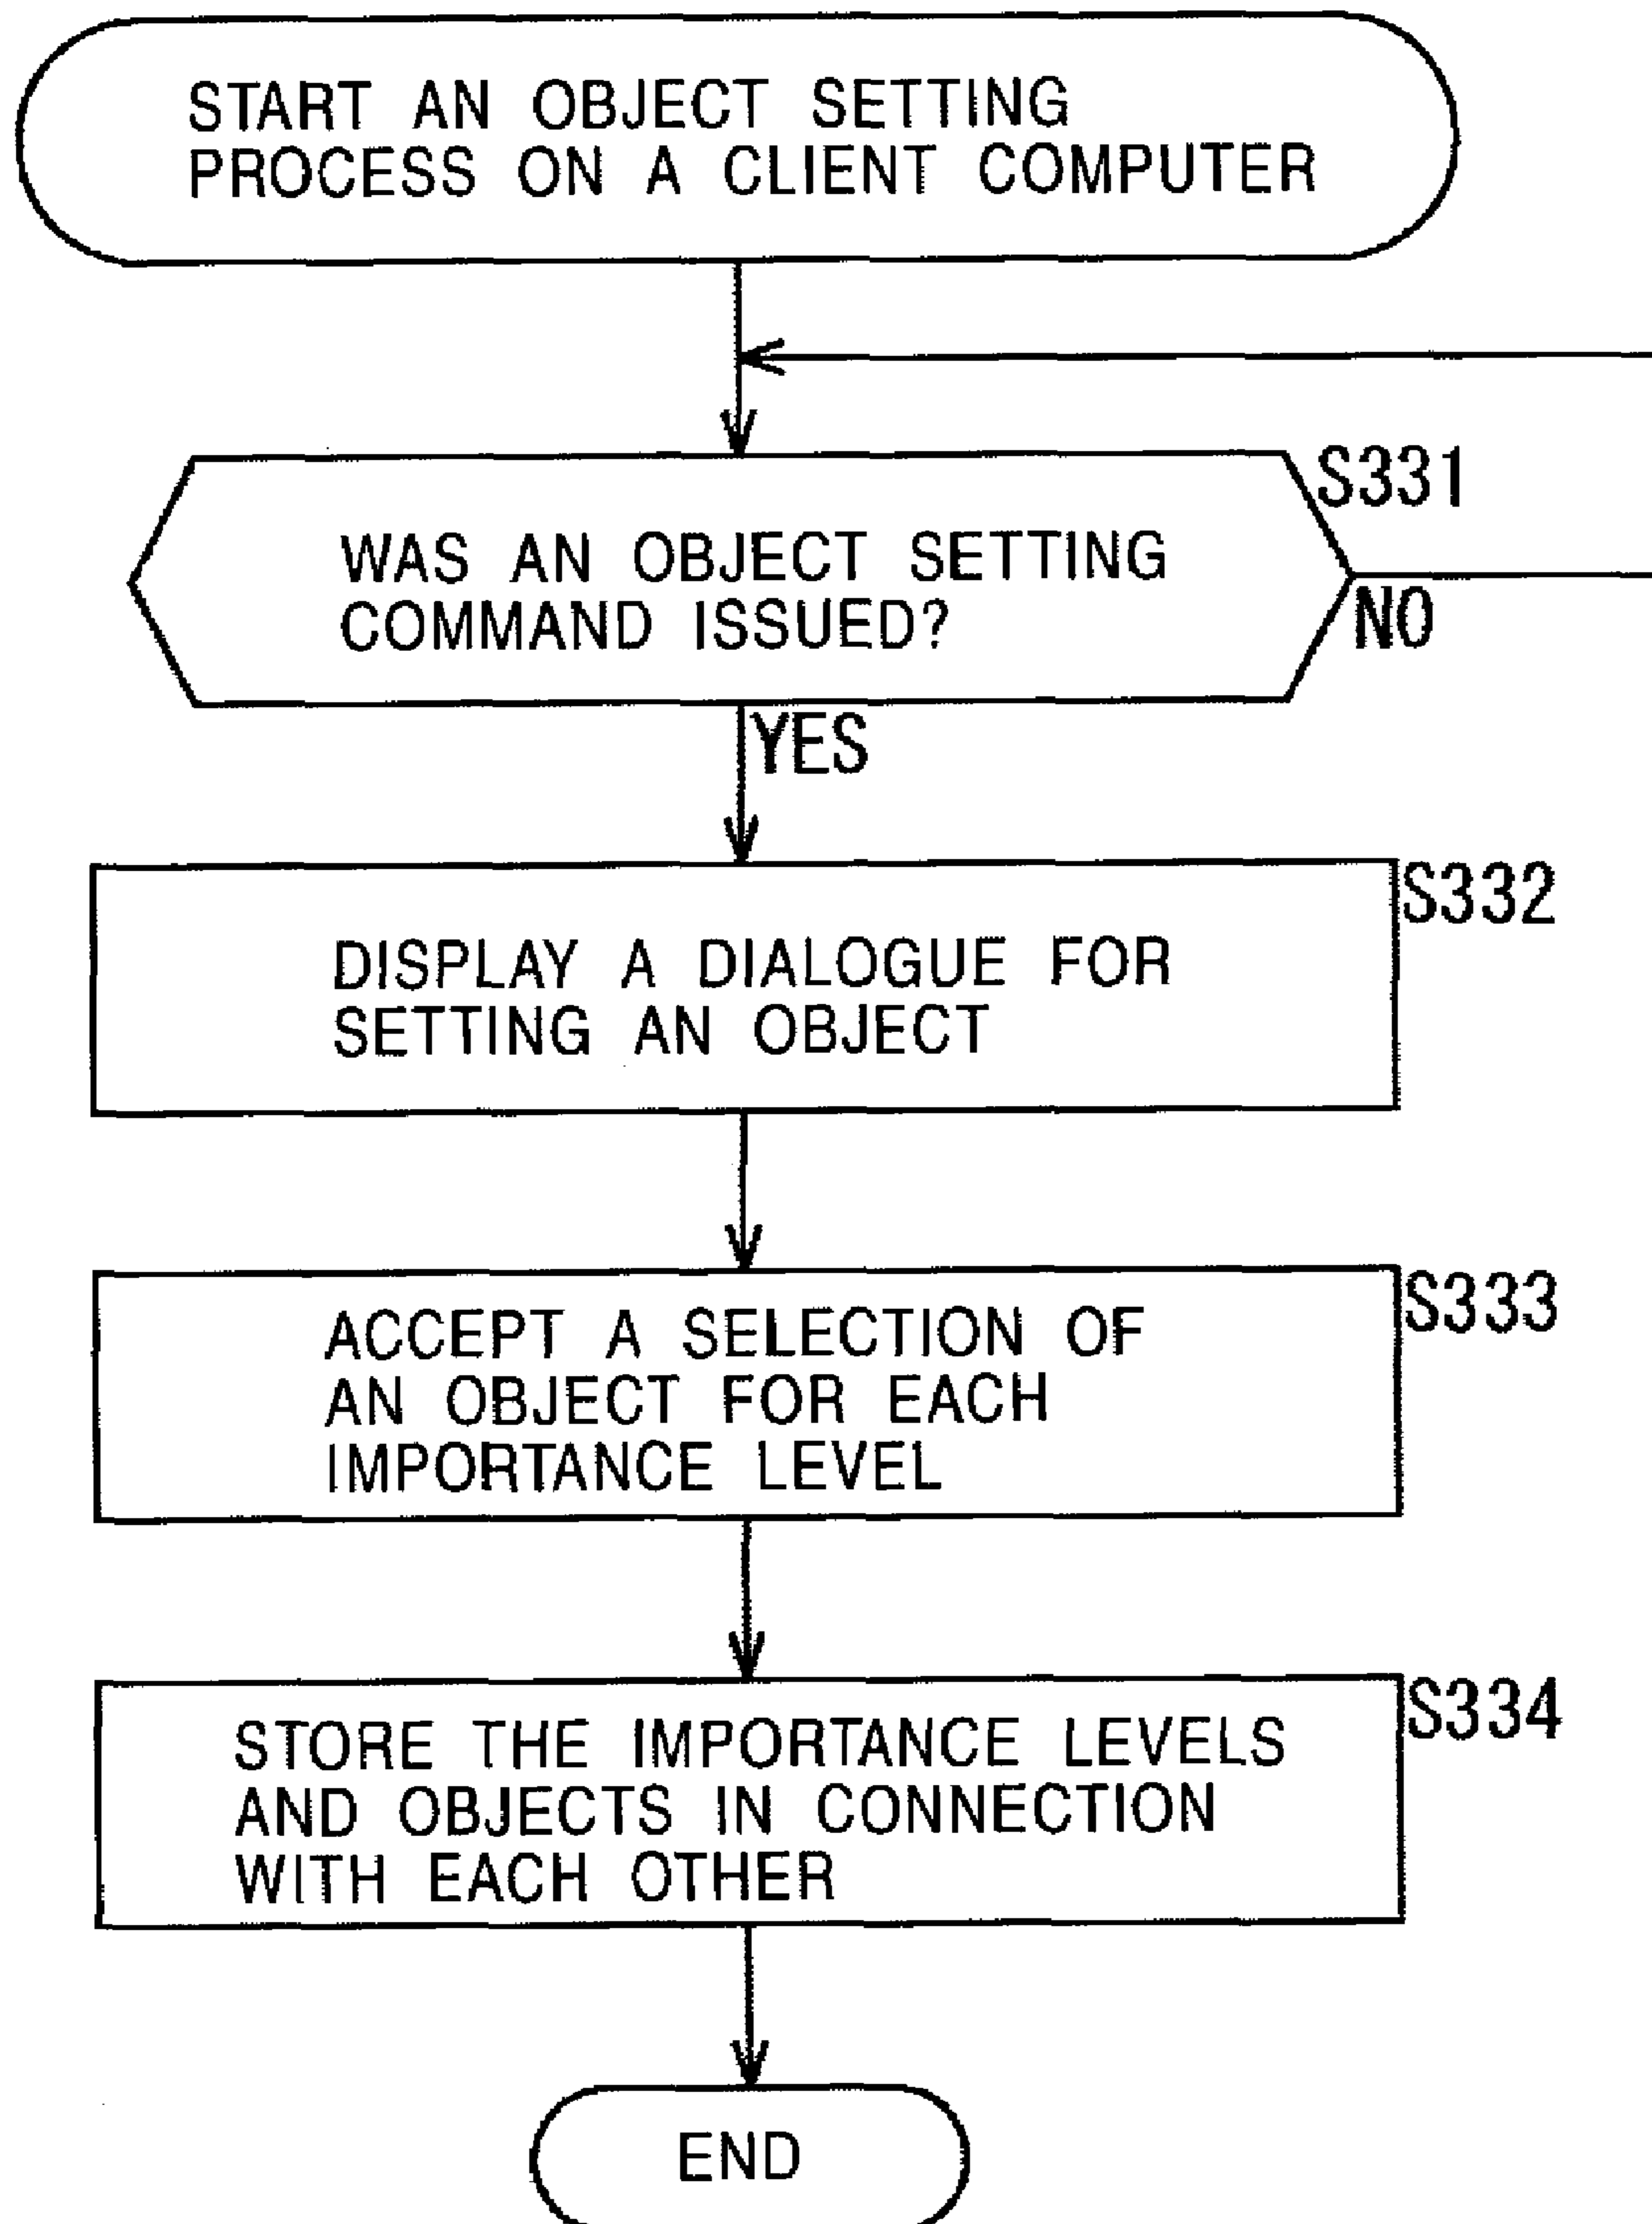 START AN OBJECT SETTING
PROCESS ON A CLIENT COMPUTER
S331
WAS AN OBJECT SETTING
COMMAND ISSUED?
NO
YES
S332
DISPLAY A DIALOGUE FOR
SETTING AN OBJECT
S333
ACCEPT A SELECTION OF
AN OBJECT FOR EACH
IMPORTANCE LEVEL
S334
STORE THE IMPORTANCE LEVELS
AND OBJECTS IN CONNECTION
WITH EACH OTHER
END